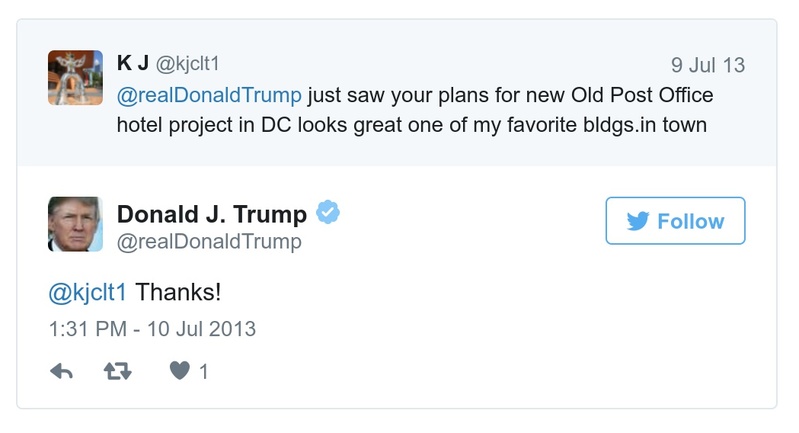 K J @kjclt1 9 Jul 13
@realDonaldTrump just saw your plans for new Old Post Office
hotel project in DC looks great one of my favorite bldgs.in town
Donald J. Trump
@realDonaldTrump
Follow
@kjclt1 Thanks!
1:31 PM - 10 Jul 2013
1